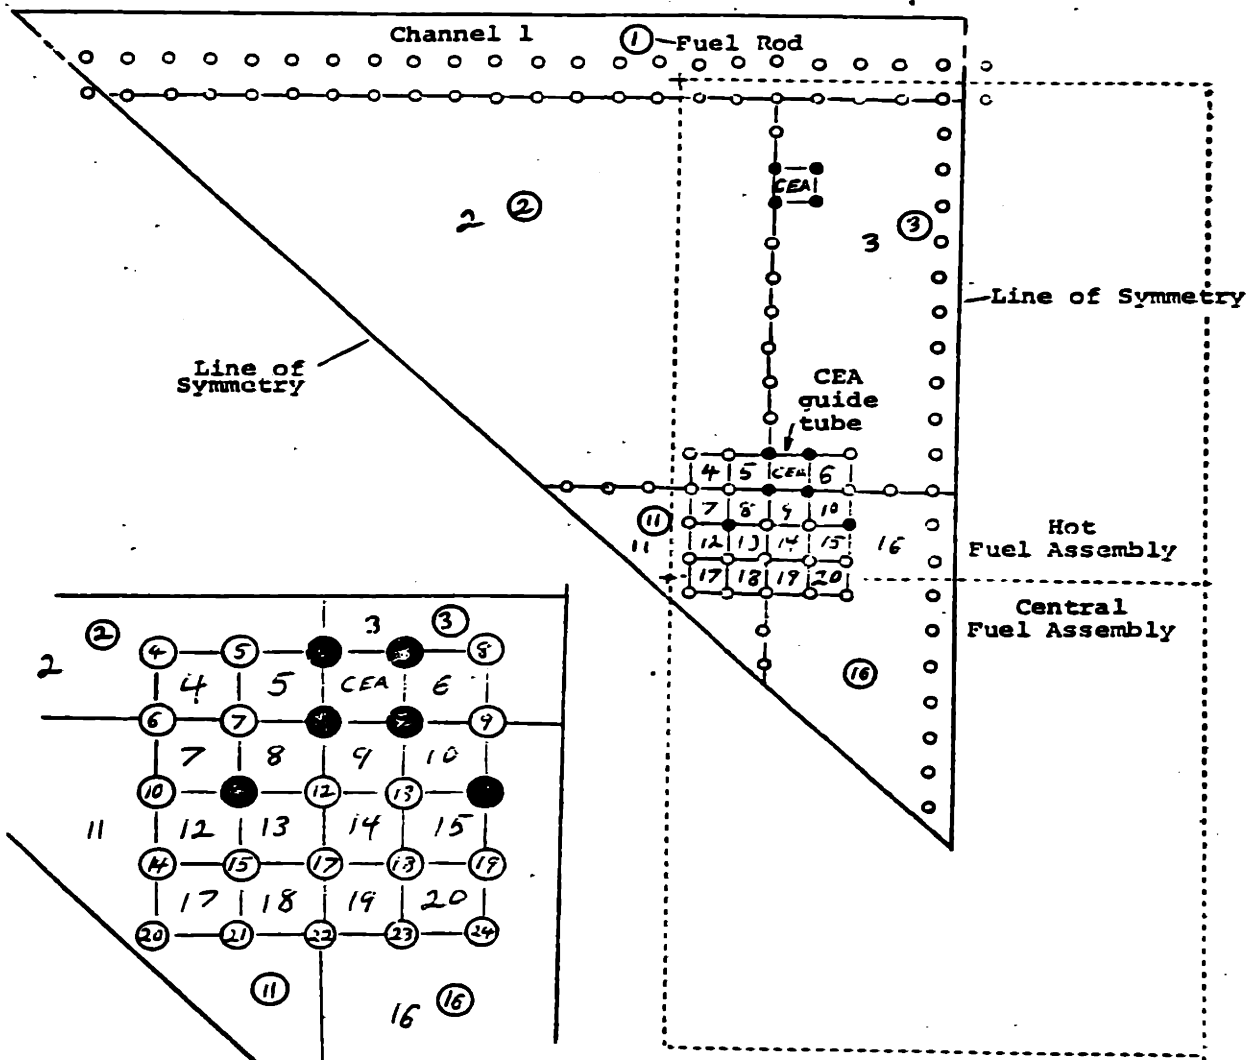 Channel 1
1 Fuel Rod
2 2
3 3
CEA
Line of Symmetry
Line of
Symmetry
CEA
guide
tube
4 5 CEA 6
7 8 9 10
11
11
12 13 14 15 16
17 18 19 20
Hot
Fuel Assembly
Central
Fuel Assembly
16
2 3 3
2
4 5 8
4 5 CEA 6
6 7 9
7 8 9 10
10 12 13
11 12 13 14 15
14 15 17 18 19
17 18 19 20
20 21 22 23 24
11
16 16